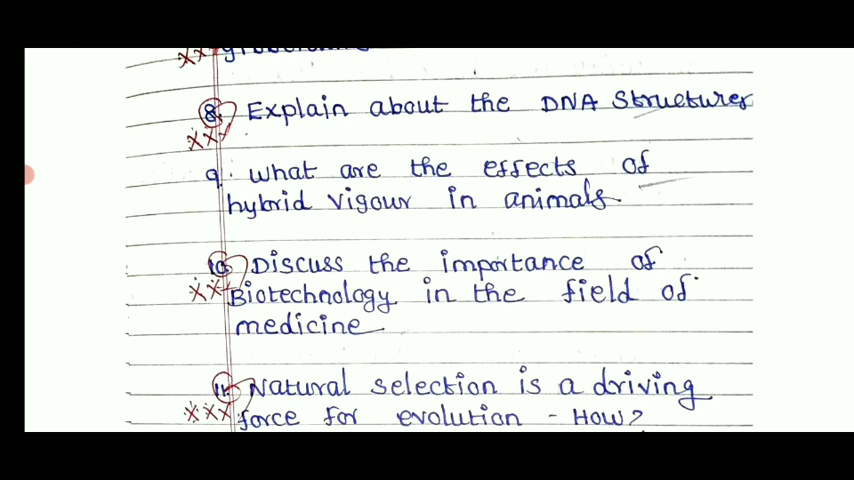 8. Explain about the DNA Structures
9. What are the effects of
hybrid vigour in animals.
10. Discuss the importance of
Biotechnology in the field of
medicine
11. Natural selection is a driving
force for evolution - How?